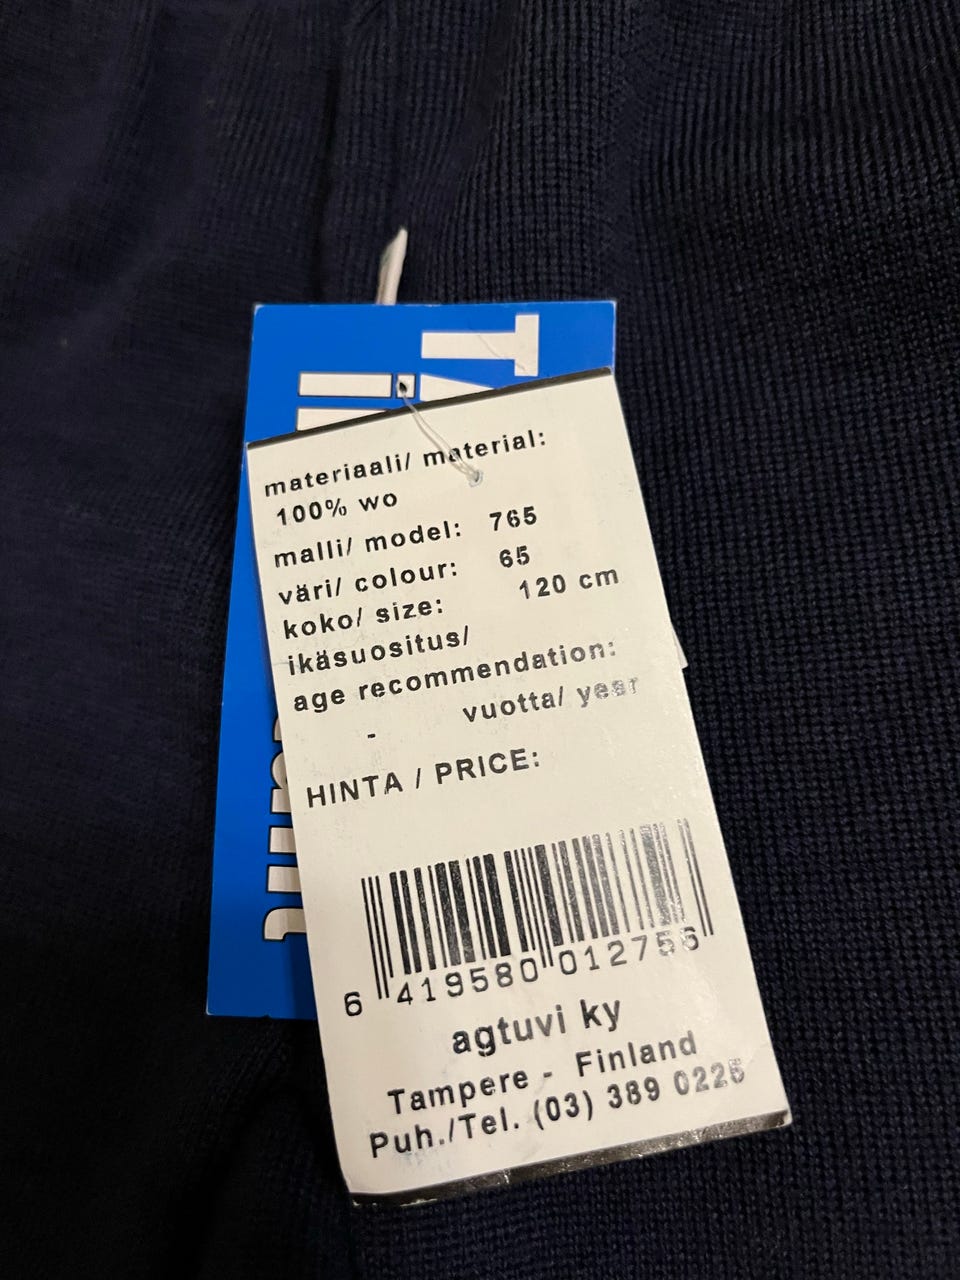 materiaali/ material:
100% wo
malli/ model: 765
väri/ colour: 65
koko/ size: 120 cm
ikäsuositus/
age recommendation:
- vuotta/ year
HINTA / PRICE:
6 419580 012756
agtuvi ky
Tampere - Finland
Puh./Tel. (03) 389 0226